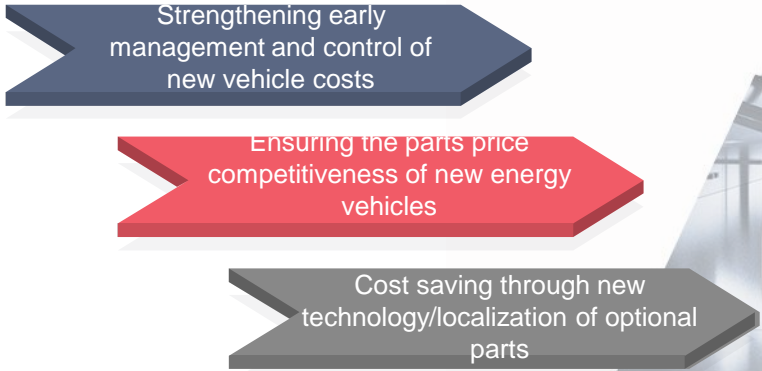 Strengthening early
management and control of
new vehicle costs
Ensuring the parts price
competitiveness of new energy
vehicles
Cost saving through new
technology/localization of optional
parts